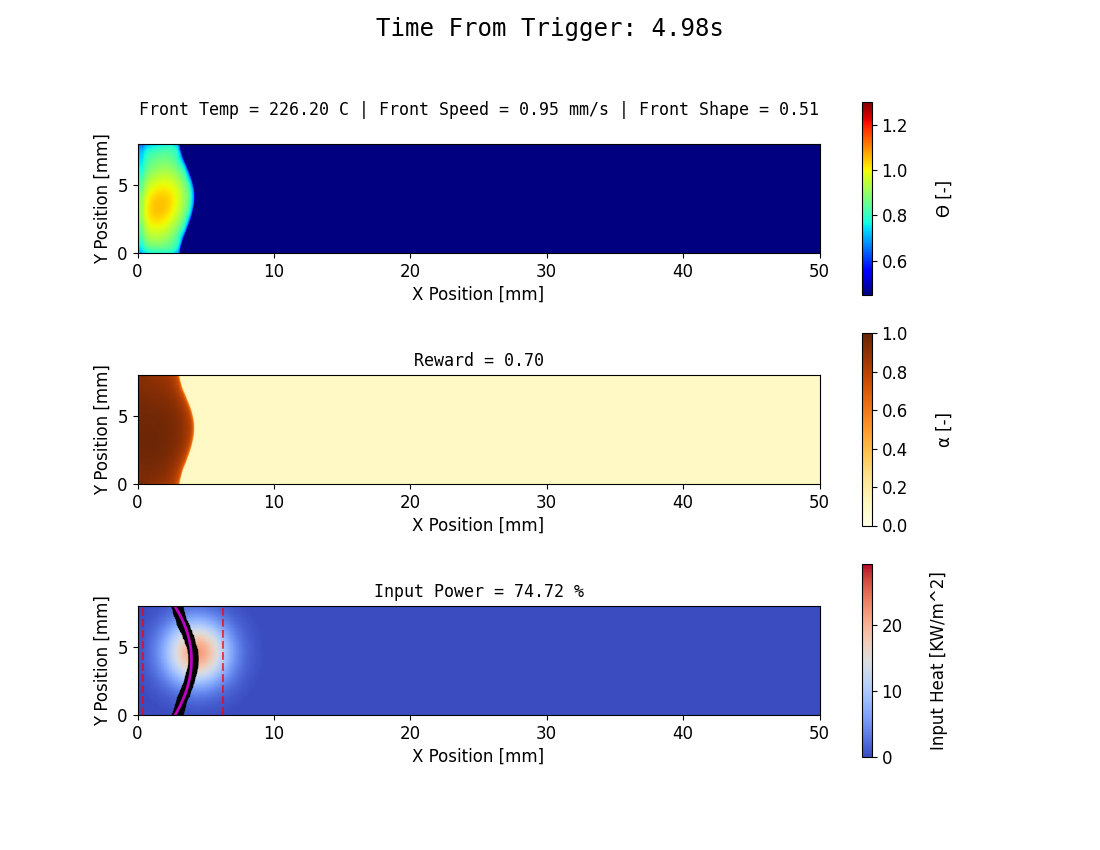 Time From Trigger: 4.98s
Front Temp = 226.20 C | Front Speed = 0.95 mm/s | Front Shape = 0.51
Y Position [mm]
5
0
0 10 20 30 40 50
X Position [mm]
1.2
1.0
0.8
0.6
Θ [-]
Reward = 0.70
Y Position [mm]
5
0
0 10 20 30 40 50
X Position [mm]
1.0
0.8
0.6
0.4
0.2
0.0
α [-]
Input Power = 74.72 %
Y Position [mm]
5
0
0 10 20 30 40 50
X Position [mm]
20
10
0
Input Heat [KW/m^2]